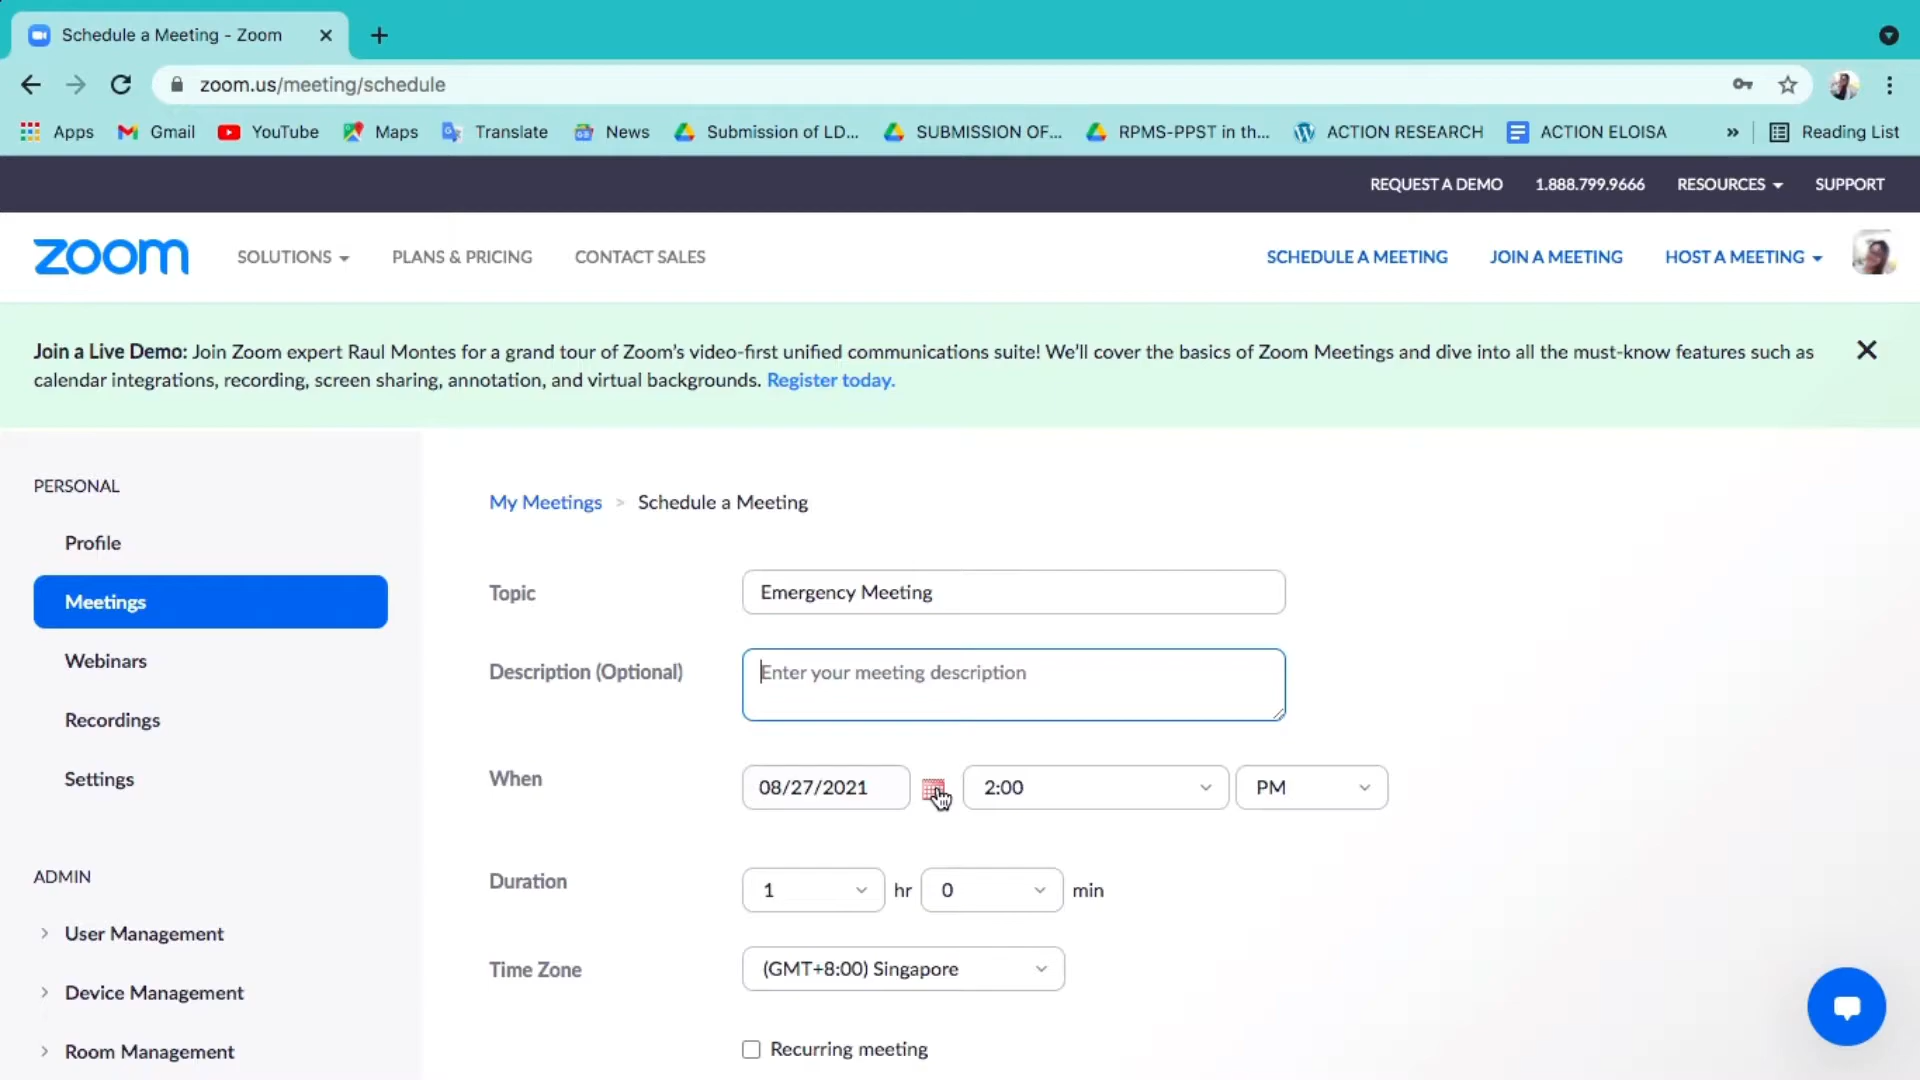 Schedule a Meeting - Zoom
zoom.us/meeting/schedule
Apps Gmail YouTube Maps Translate News Submission of LD... SUBMISSION OF... RPMS-PPST in th... ACTION RESEARCH ACTION ELOISA » Reading List
REQUEST A DEMO 1.888.799.9666 RESOURCES SUPPORT
zoom SOLUTIONS PLANS & PRICING CONTACT SALES SCHEDULE A MEETING JOIN A MEETING HOST A MEETING
Join a Live Demo: Join Zoom expert Raul Montes for a grand tour of Zoom's video-first unified communications suite! We'll cover the basics of Zoom Meetings and dive into all the must-know features such as
calendar integrations, recording, screen sharing, annotation, and virtual backgrounds. Register today.
PERSONAL
Profile
Meetings
Webinars
Recordings
Settings
ADMIN
User Management
Device Management
Room Management
My Meetings > Schedule a Meeting
Topic Emergency Meeting
Description (Optional) Enter your meeting description
When 08/27/2021 2:00 PM
Duration 1 hr 0 min
Time Zone (GMT+8:00) Singapore
Recurring meeting